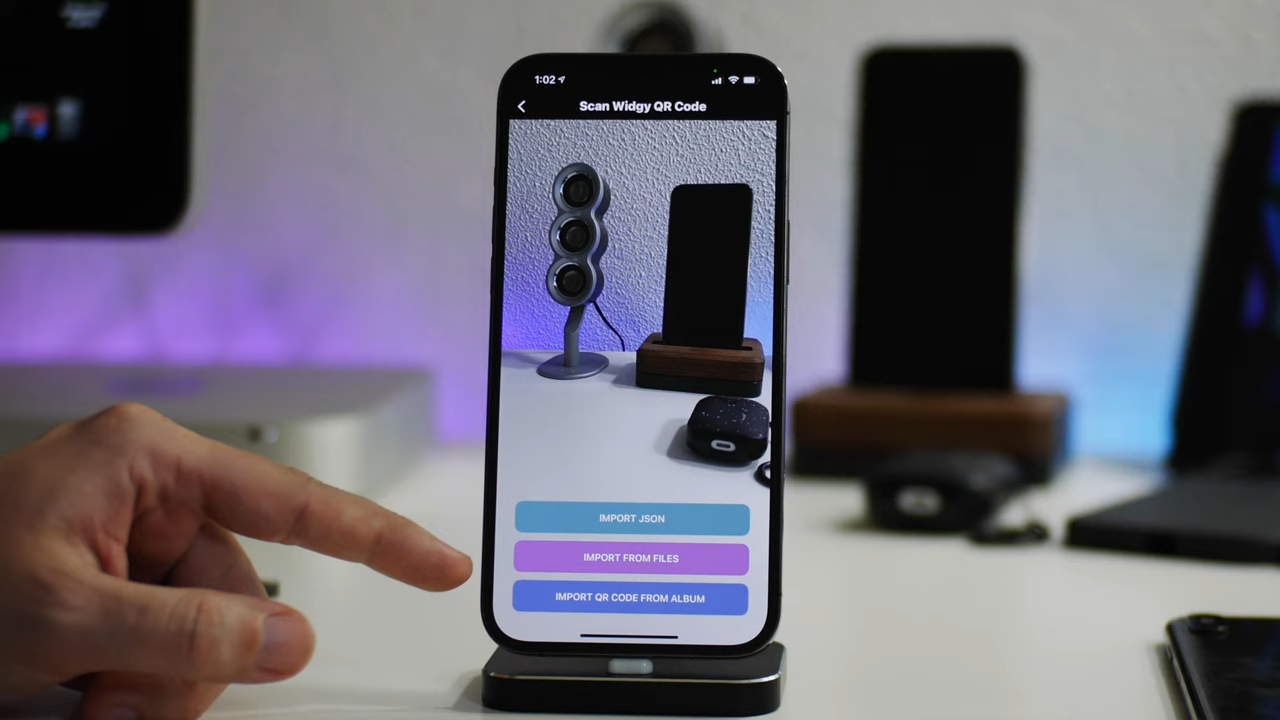 1:02
Scan Widgy QR Code
IMPORT JSON
IMPORT FROM FILES
IMPORT QR CODE FROM ALBUM